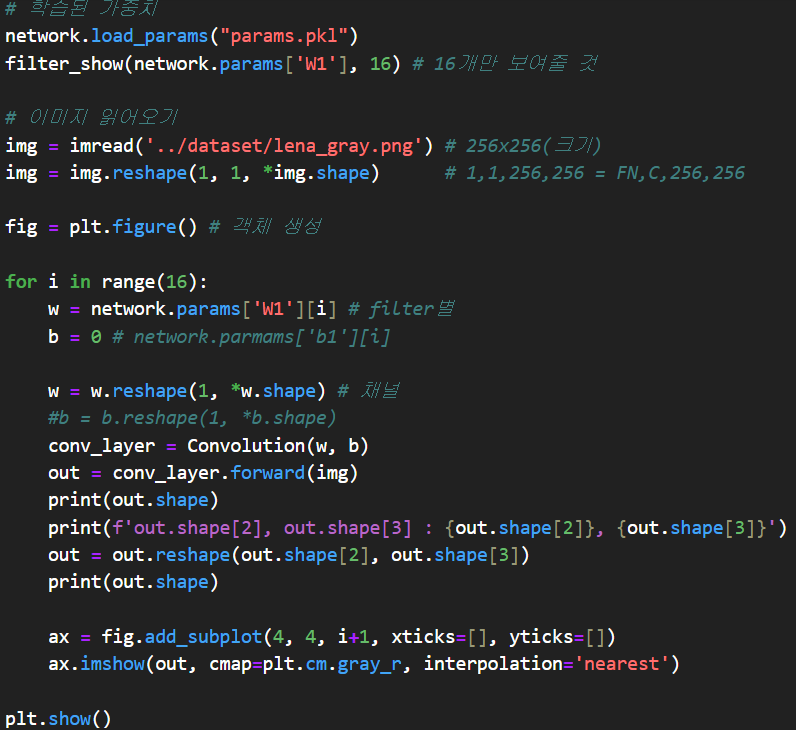 # 학습된 가중치
network.load_params("params.pkl")
filter_show(network.params['W1'], 16) # 16개만 보여줄 것
# 이미지 읽어오기
img = imread('../dataset/lena_gray.png') # 256x256(크기)
img = img.reshape(1, 1, *img.shape)      # 1,1,256,256 = FN,C,256,256
fig = plt.figure() # 객체 생성
for i in range(16):
    w = network.params['W1'][i] # filter별
    b = 0 # network.parmams['b1'][i]
    w = w.reshape(1, *w.shape) # 채널
    #b = b.reshape(1, *b.shape)
    conv_layer = Convolution(w, b)
    out = conv_layer.forward(img)
    print(out.shape)
    print(f'out.shape[2], out.shape[3] : {out.shape[2]}, {out.shape[3]}')
    out = out.reshape(out.shape[2], out.shape[3])
    print(out.shape)
    ax = fig.add_subplot(4, 4, i+1, xticks=[], yticks=[])
    ax.imshow(out, cmap=plt.cm.gray_r, interpolation='nearest')
plt.show()